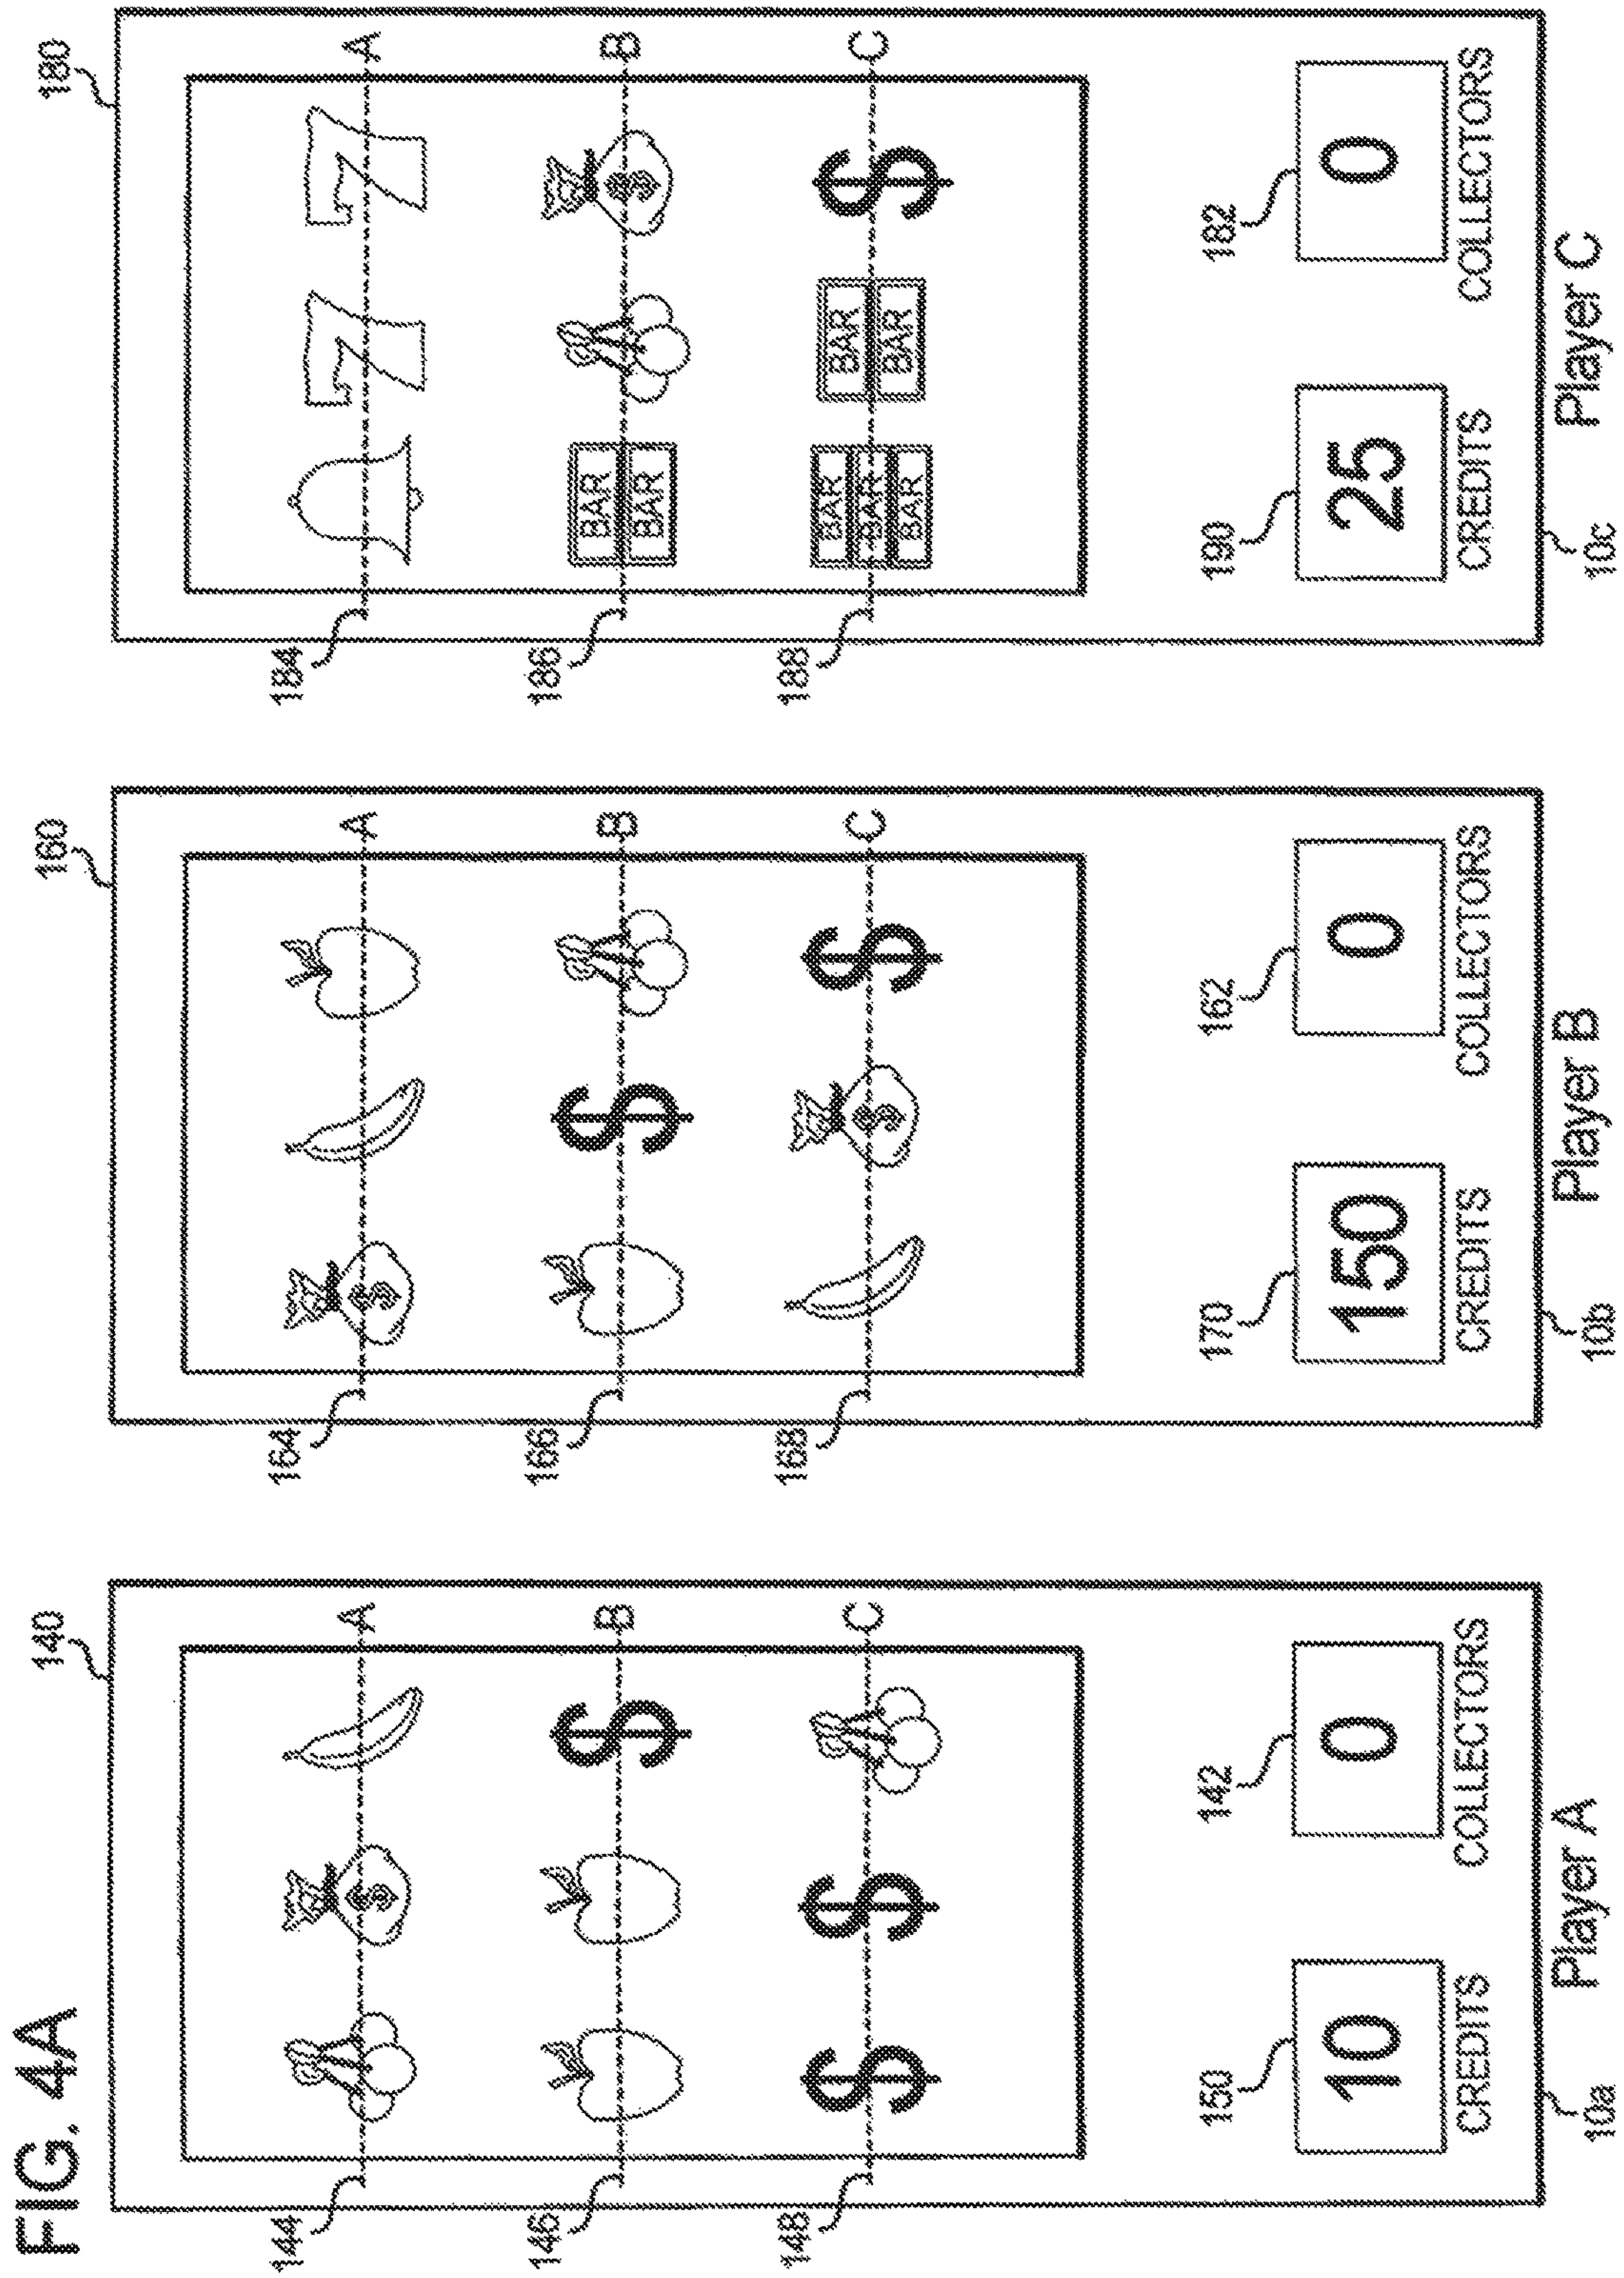 FIG. 4A
140
A
B
C
144
146
148
$
$
$
$
150
142
10
0
CREDITS
COLLECTORS
10a
Player A
160
A
B
C
164
166
168
$
$
$
$
170
162
150
0
CREDITS
COLLECTORS
10b
Player B
180
A
B
C
184
186
188
7 7
BAR
BAR
$
BAR
BAR
BAR
BAR
BAR
$
190
182
25
0
CREDITS
COLLECTORS
10c
Player C